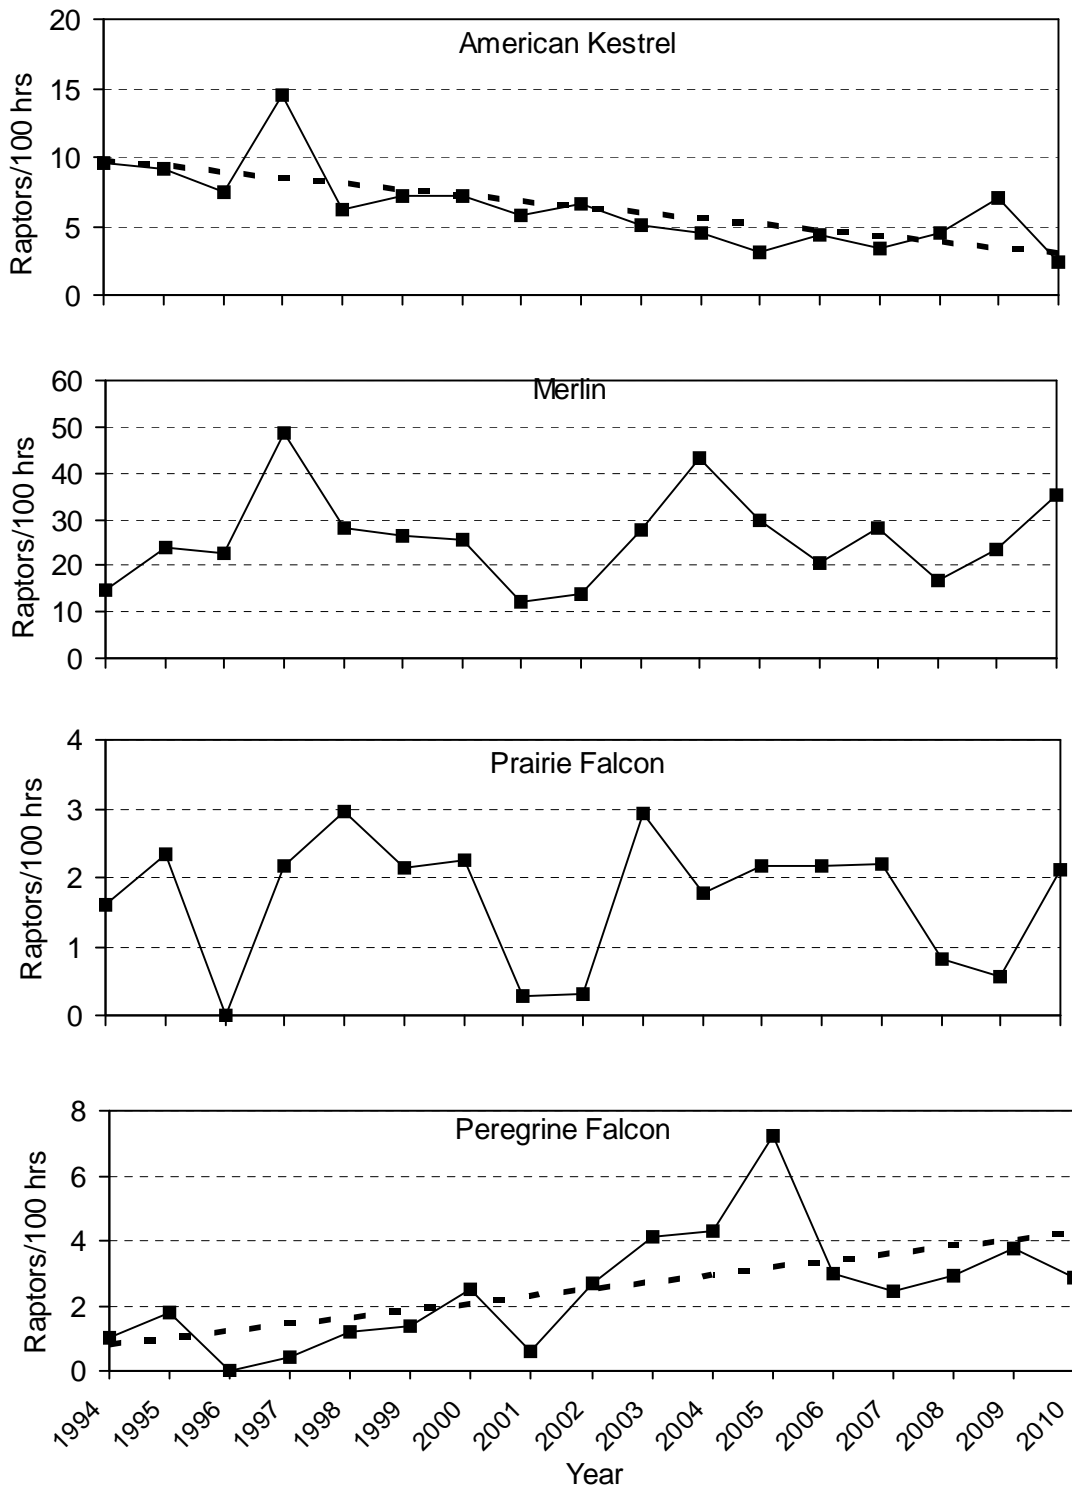 American Kestrel
Raptors/100 hrs
20
15
10
5
0
Merlin
Raptors/100 hrs
60
50
40
30
20
10
0
Prairie Falcon
Raptors/100 hrs
4
3
2
1
0
Peregrine Falcon
Raptors/100 hrs
8
6
4
2
0
1994 1995 1996 1997 1998 1999 2000 2001 2002 2003 2004 2005 2006 2007 2008 2009 2010
Year